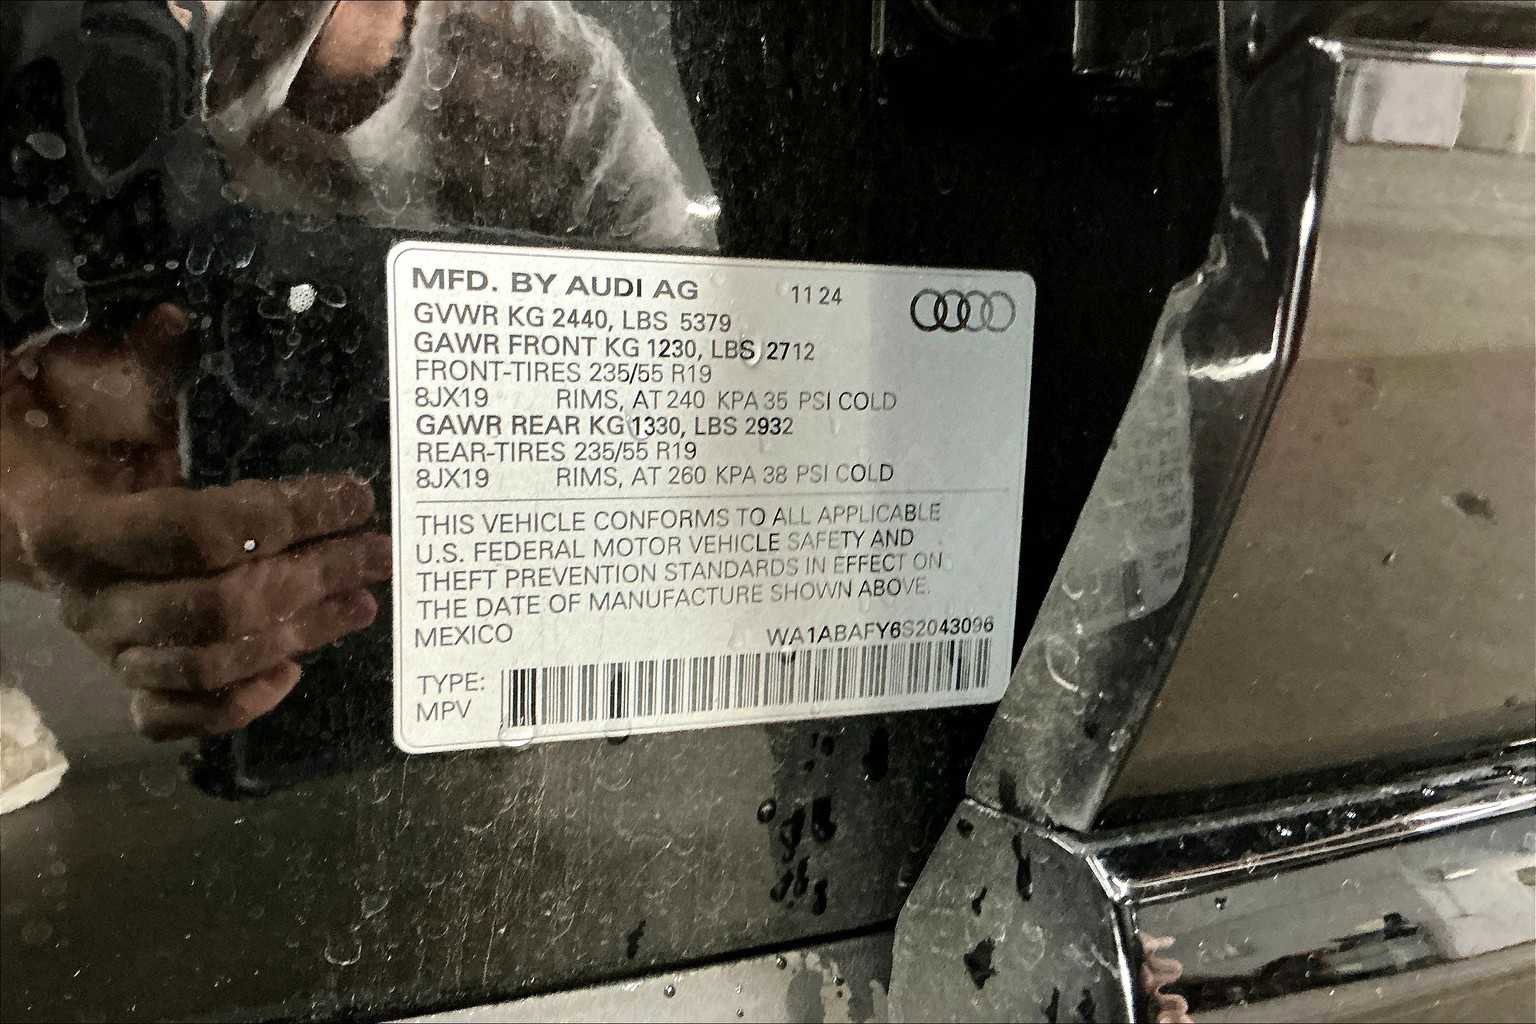 MFD. BY AUDI AG 11 24
GVWR KG 2440, LBS 5379
GAWR FRONT KG 1230, LBS 2712
FRONT-TIRES 235/55 R19
8JX19 RIMS, AT 240 KPA 35 PSI COLD
GAWR REAR KG 1330, LBS 2932
REAR-TIRES 235/55 R19
8JX19 RIMS, AT 260 KPA 38 PSI COLD
THIS VEHICLE CONFORMS TO ALL APPLICABLE
U.S. FEDERAL MOTOR VEHICLE SAFETY AND
THEFT PREVENTION STANDARDS IN EFFECT ON
THE DATE OF MANUFACTURE SHOWN ABOVE.
MEXICO WA1ABAFY6S2043096
TYPE:
MPV